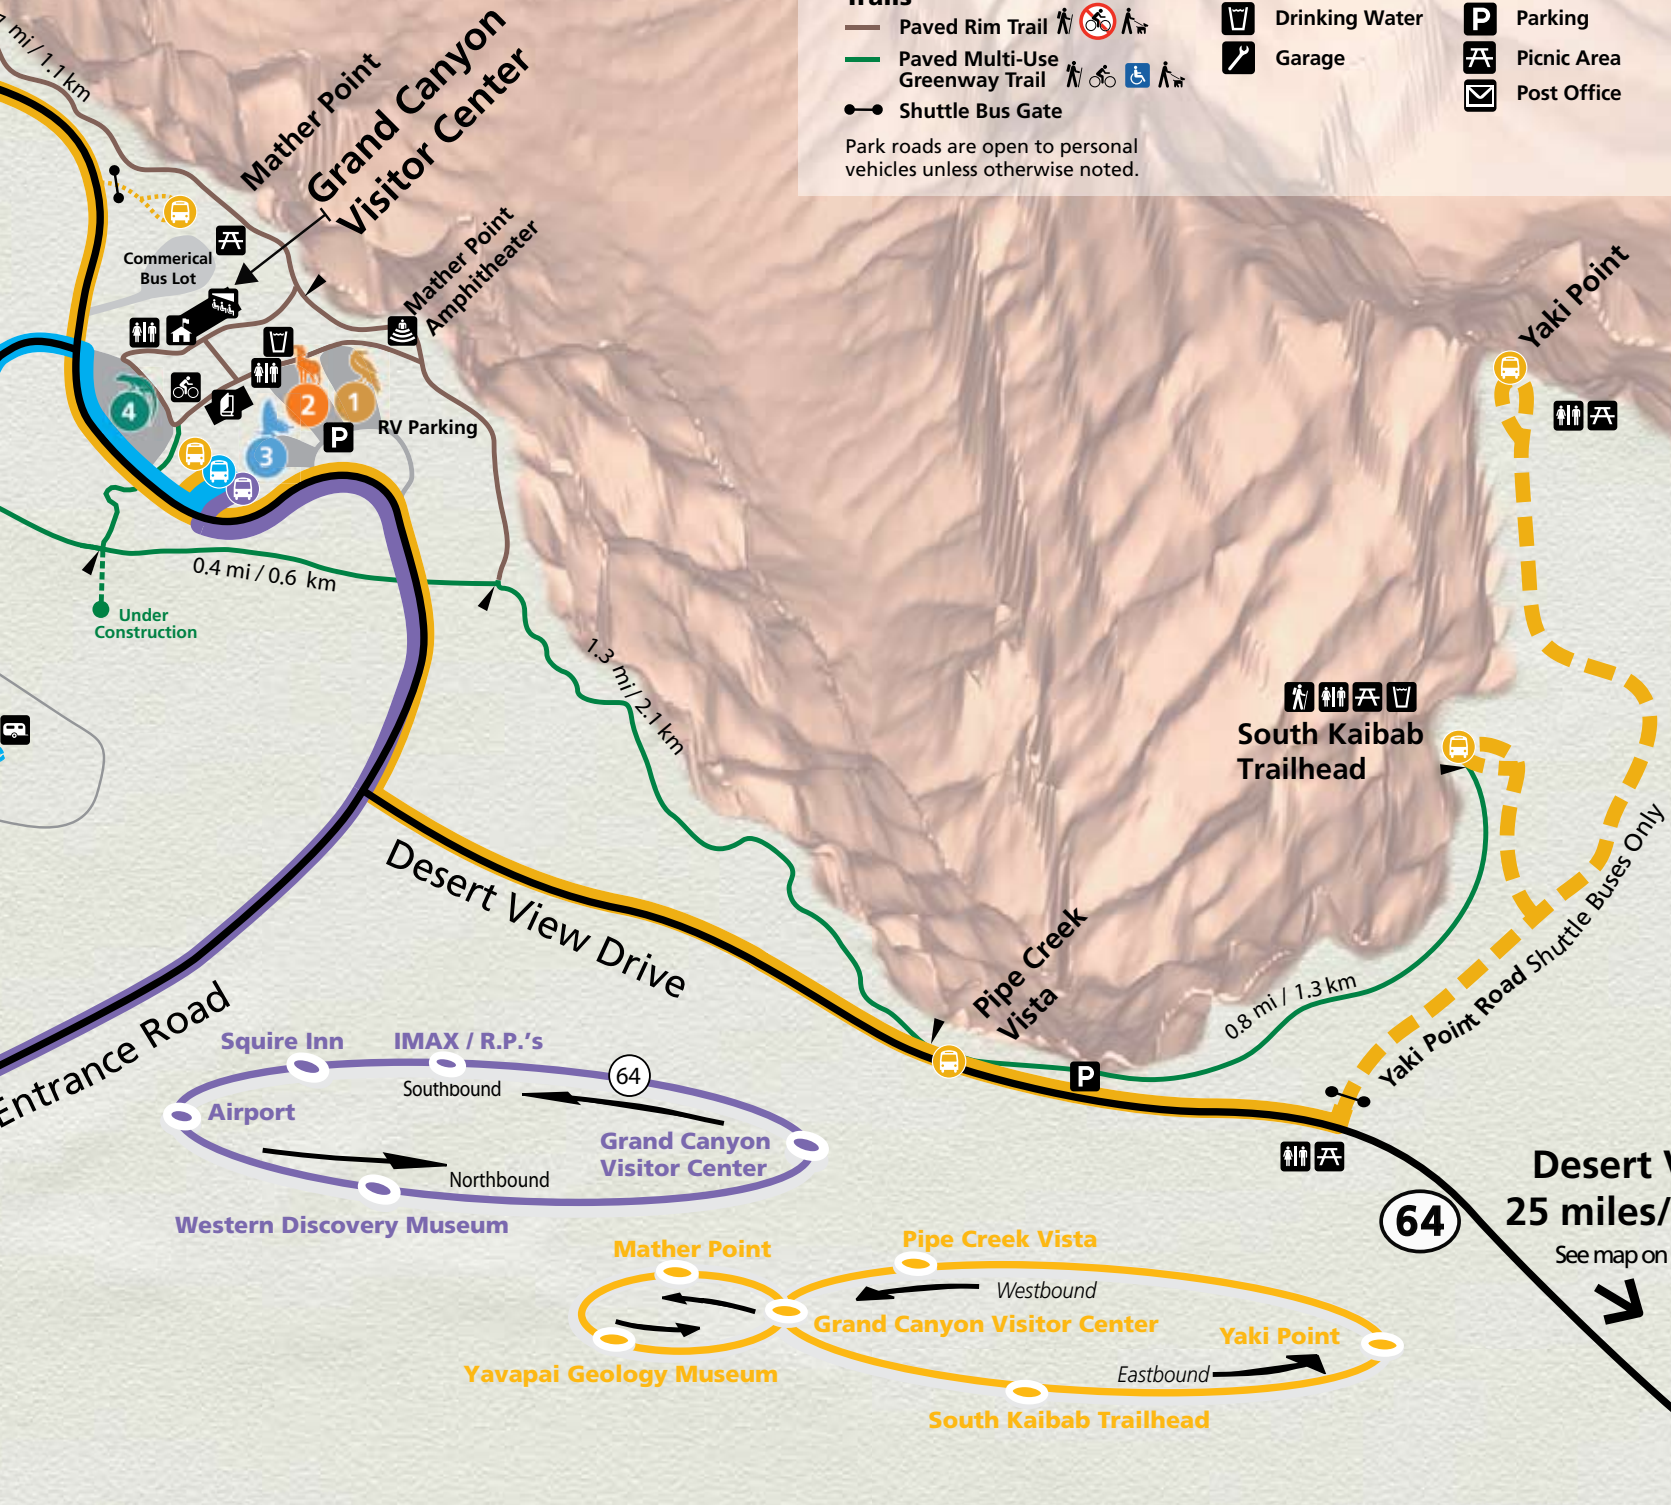 Trails
Paved Rim Trail
Paved Multi-Use
Greenway Trail
Shuttle Bus Gate
Park roads are open to personal
vehicles unless otherwise noted.
Drinking Water
Garage
P
Parking
Picnic Area
Post Office
mi / 1.1 km
Mather Point
Grand Canyon
Visitor Center
Mather Point
Amphitheater
Commerical
Bus Lot
4
2
1
3
P
RV Parking
0.4 mi / 0.6 km
Under
Construction
1.3 mi / 2.1 km
Yaki Point
South Kaibab
Trailhead
Desert View Drive
Entrance Road
Pipe Creek
Vista
P
0.8 mi / 1.3 km
Yaki Point Road Shuttle Buses Only
Squire Inn
IMAX / R.P.'s
64
Southbound
Airport
Grand Canyon
Visitor Center
Northbound
Western Discovery Museum
Desert V
25 miles/
See map on
64
Mather Point
Pipe Creek Vista
Westbound
Grand Canyon Visitor Center
Yaki Point
Eastbound
Yavapai Geology Museum
South Kaibab Trailhead